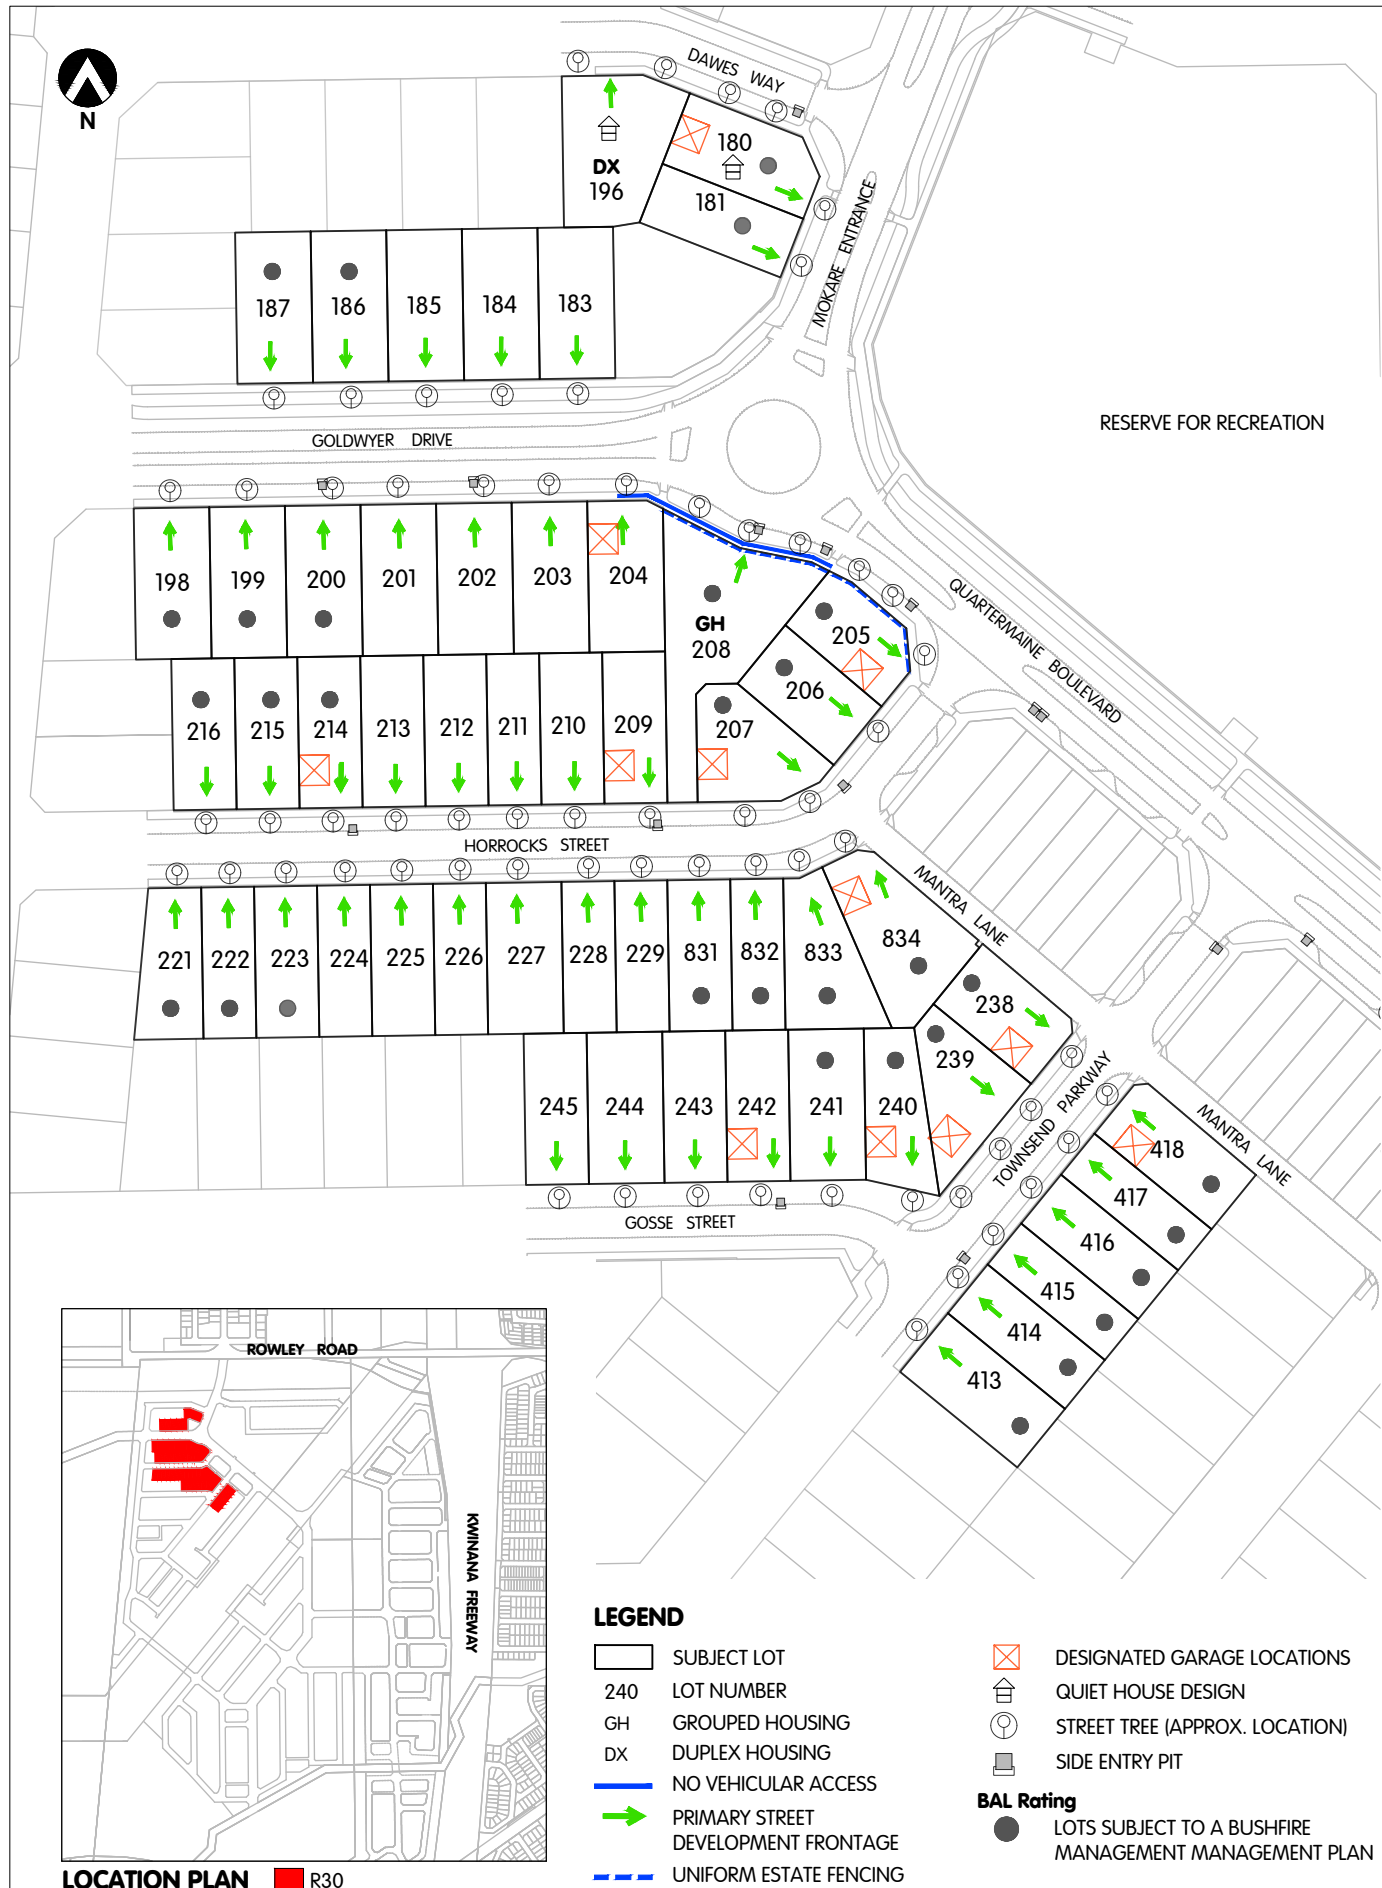 N
DAWES WAY
180
DX
196
181
MOKARE ENTRANCE
187
186
185
184
183
RESERVE FOR RECREATION
GOLDWYER DRIVE
198
199
200
201
202
203
204
QUARTERMAINE BOULEVARD
GH
208
205
206
207
216
215
214
213
212
211
210
209
HORROCKS STREET
MANTRA LANE
221
222
223
224
225
226
227
228
229
831
832
833
834
238
239
TOWNSEND PARKWAY
245
244
243
242
241
240
MANTRA LANE
418
417
416
415
414
413
GOSSE STREET
ROWLEY ROAD
KWINANA FREEWAY
LOCATION PLAN
R30
LEGEND
SUBJECT LOT
240 LOT NUMBER
GH GROUPED HOUSING
DX DUPLEX HOUSING
NO VEHICULAR ACCESS
PRIMARY STREET
DEVELOPMENT FRONTAGE
UNIFORM ESTATE FENCING
DESIGNATED GARAGE LOCATIONS
QUIET HOUSE DESIGN
STREET TREE (APPROX. LOCATION)
SIDE ENTRY PIT
BAL Rating
LOTS SUBJECT TO A BUSHFIRE
MANAGEMENT MANAGEMENT PLAN